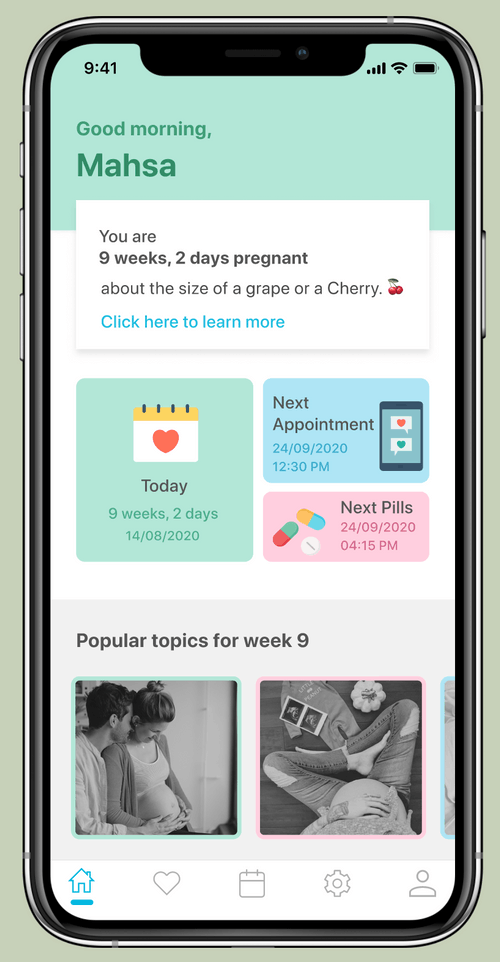 9:41
Good morning,
Mahsa
You are
9 weeks, 2 days pregnant
about the size of a grape or a Cherry. 🍒
Click here to learn more
Today
9 weeks, 2 days
14/08/2020
Next
Appointment
24/09/2020
12:30 PM
Next Pills
24/09/2020
04:15 PM
Popular topics for week 9